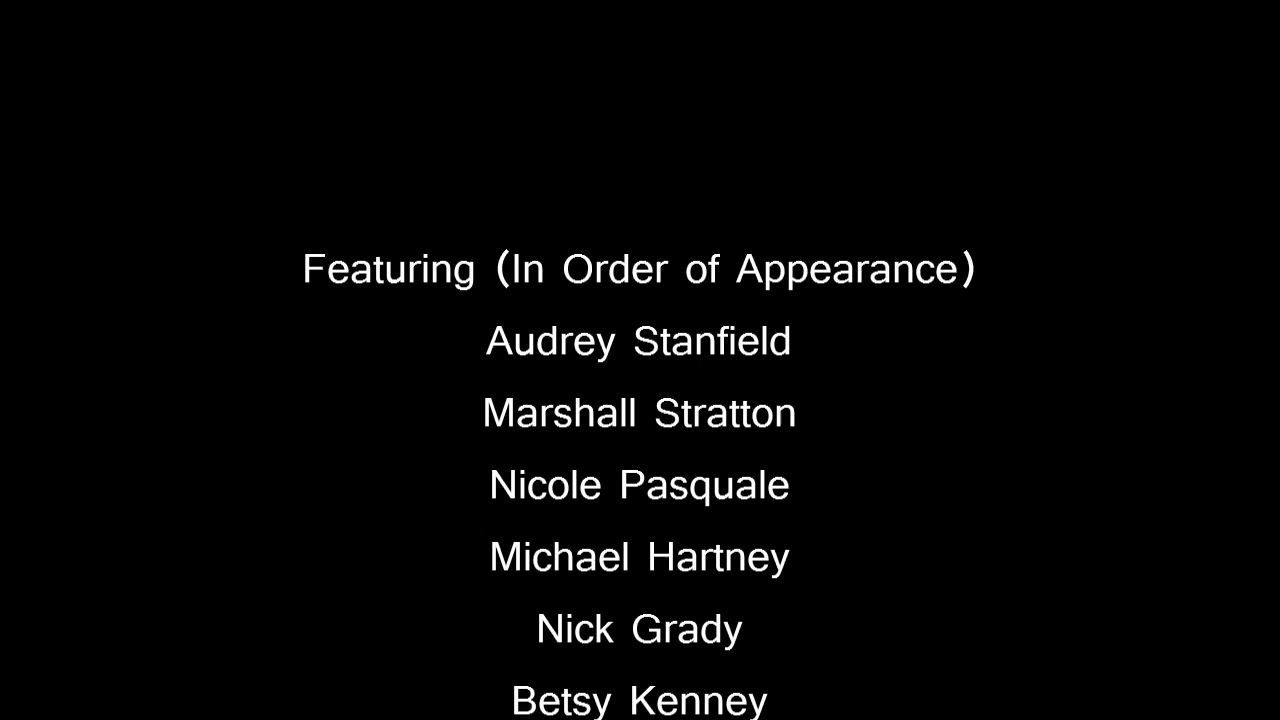 Featuring (In Order of Appearance)
Audrey Stanfield
Marshall Stratton
Nicole Pasquale
Michael Hartney
Nick Grady
Betsy Kenney